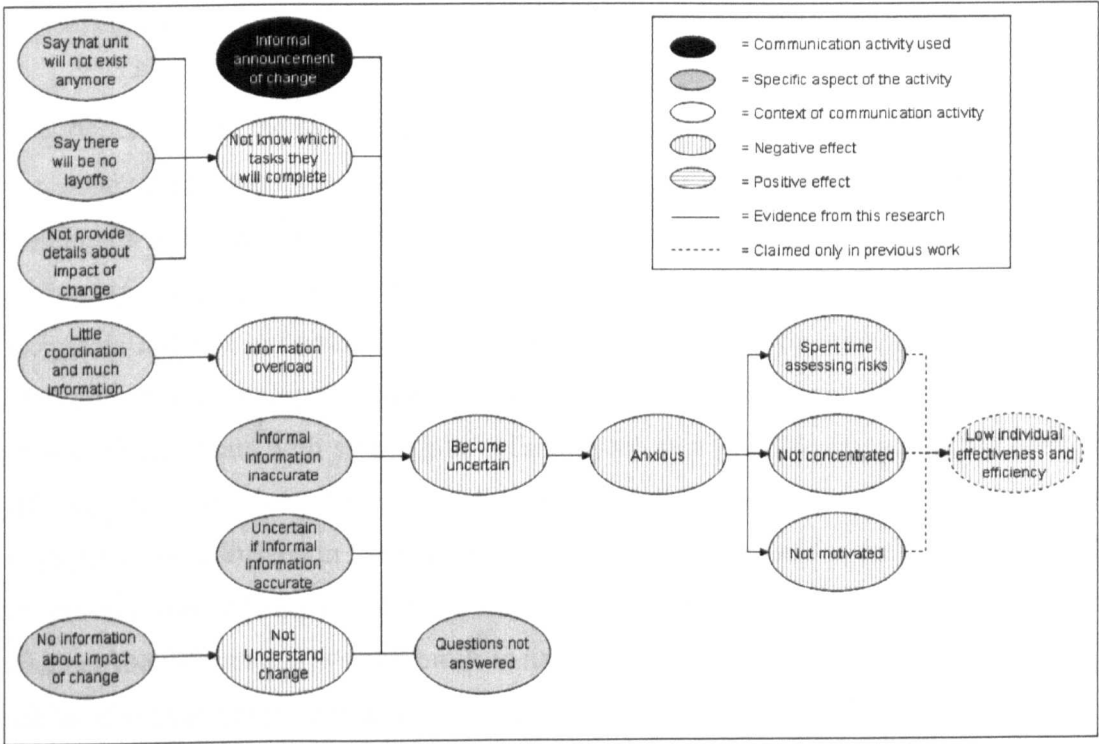 Say that unit
will not exist
anymore
Informal
announcement
of change
Say there
will be no
layoffs
Not know which
tasks they
will complete
Not provide
details about
impact of
change
Little
coordination
and much
information
Information
overload
Informal
information
inaccurate
Uncertain
if informal
information
accurate
No information
about impact
of change
Not
Understand
change
Questions not
answered
Become
uncertain
Anxious
Spent time
assessing risks
Not concentrated
Not motivated
Low individual
effectiveness and
efficiency
= Communication activity used
= Specific aspect of the activity
= Context of communication activity
= Negative effect
= Positive effect
= Evidence from this research
= Claimed only in previous work